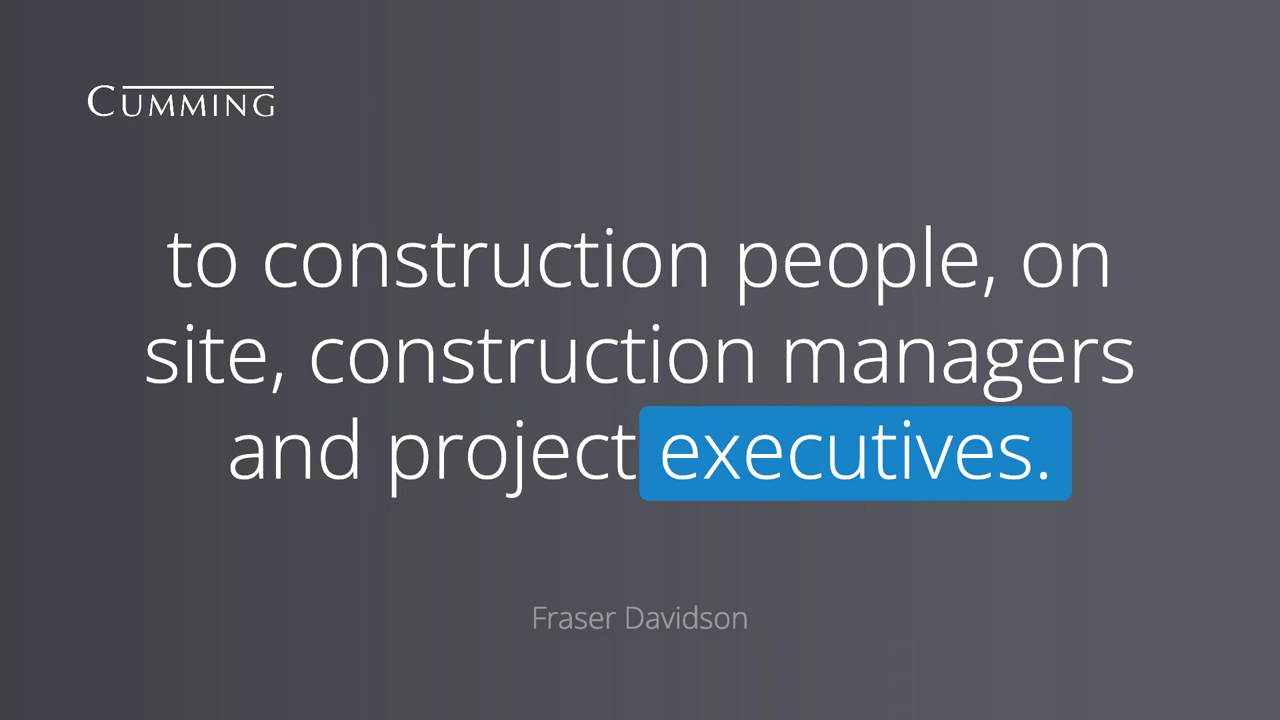 CUMMING
to construction people, on
site, construction managers
and project executives.
Fraser Davidson